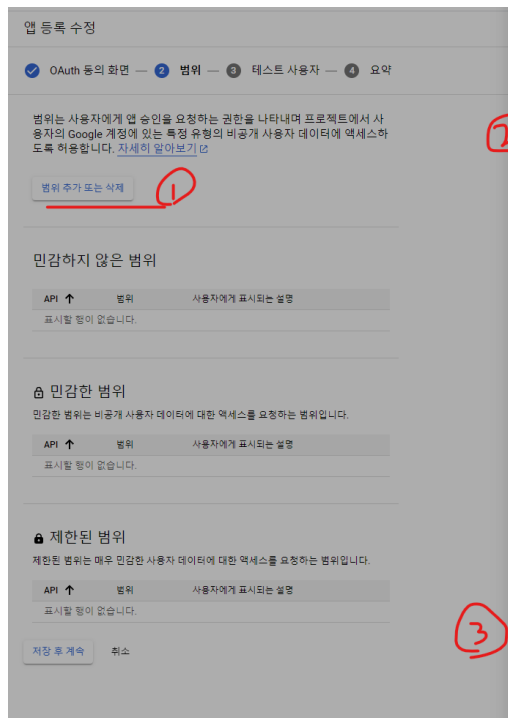 앱 등록 수정
OAuth 동의 화면 — 2 범위 — 3 테스트 사용자 — 4 요약
범위는 사용자에게 앱 승인을 요청하는 권한을 나타내며 프로젝트에서 사
용자의 Google 계정에 있는 특정 유형의 비공개 사용자 데이터에 액세스하
도록 허용합니다. 자세히 알아보기
2
범위 추가 또는 삭제
1
민감하지 않은 범위
API ↑ 범위 사용자에게 표시되는 설명
표시할 행이 없습니다.
민감한 범위
민감한 범위는 비공개 사용자 데이터에 대한 액세스를 요청하는 범위입니다.
API ↑ 범위 사용자에게 표시되는 설명
표시할 행이 없습니다.
제한된 범위
제한된 범위는 매우 민감한 사용자 데이터에 대한 액세스를 요청하는 범위입니다.
API ↑ 범위 사용자에게 표시되는 설명
표시할 행이 없습니다.
3
저장 후 계속 취소